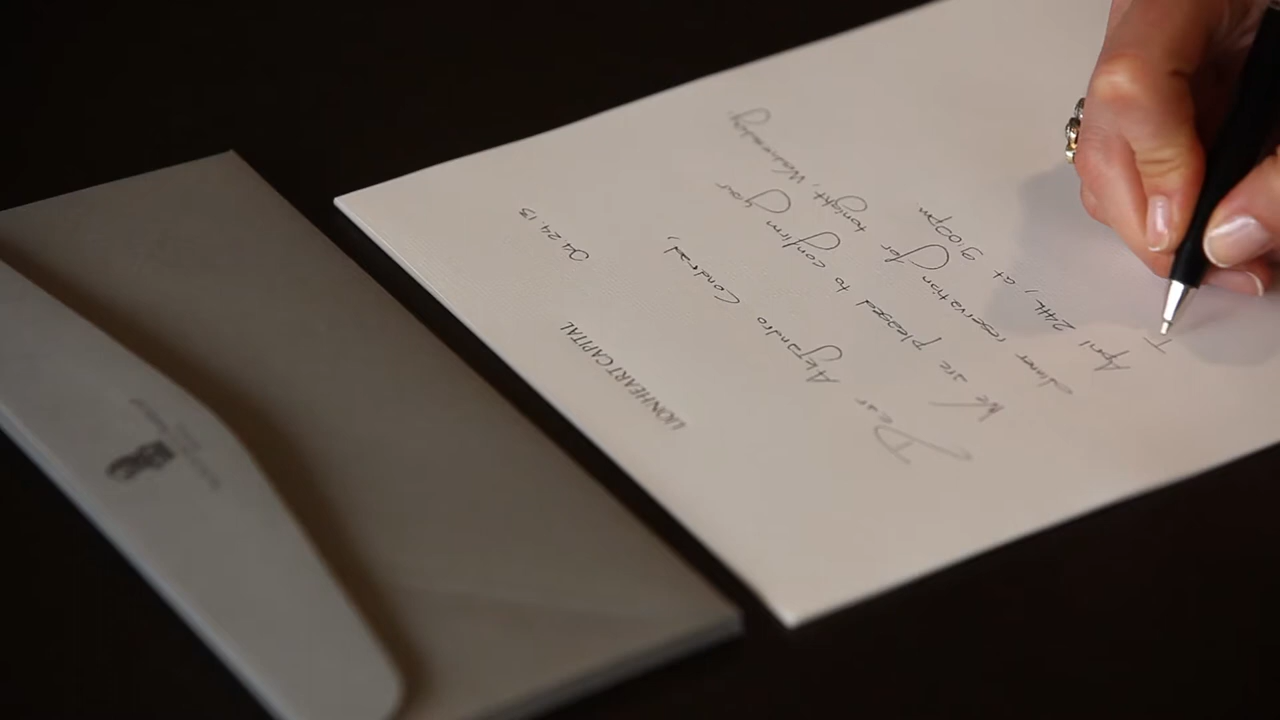 LIONHEART CAPITAL
04.24.13
Dear Alejandro Condrad,
We are pleased to confirm your
dinner reservation for tonight, Wednesday,
April 24th, at 9:00pm.
T